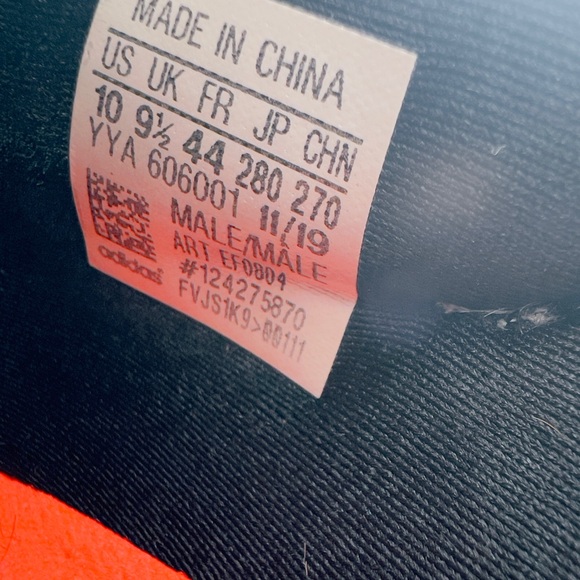 MADE IN CHINA
US UK FR JP CHN
10 9½ 44 280 270
YYA 606001 11/19
MALE/MÂLE
ART EF0804
#124275870
FVJS1K9>00111
adidas